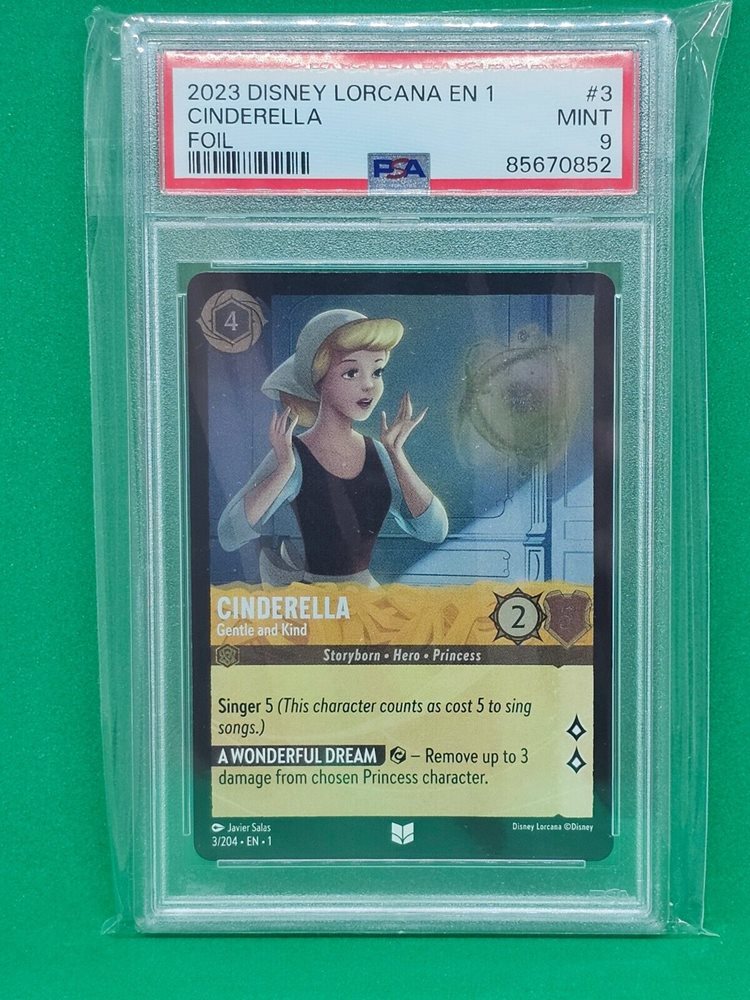 2023 DISNEY LORCANA EN 1 #3
CINDERELLA MINT
FOIL 9
PSA 85670852
4
CINDERELLA
Gentle and Kind
2 5
Storyborn • Hero • Princess
Singer 5 (This character counts as cost 5 to sing
songs.)
A WONDERFUL DREAM – Remove up to 3
damage from chosen Princess character.
Javier Salas
3/204 • EN • 1
Disney Lorcana ©Disney